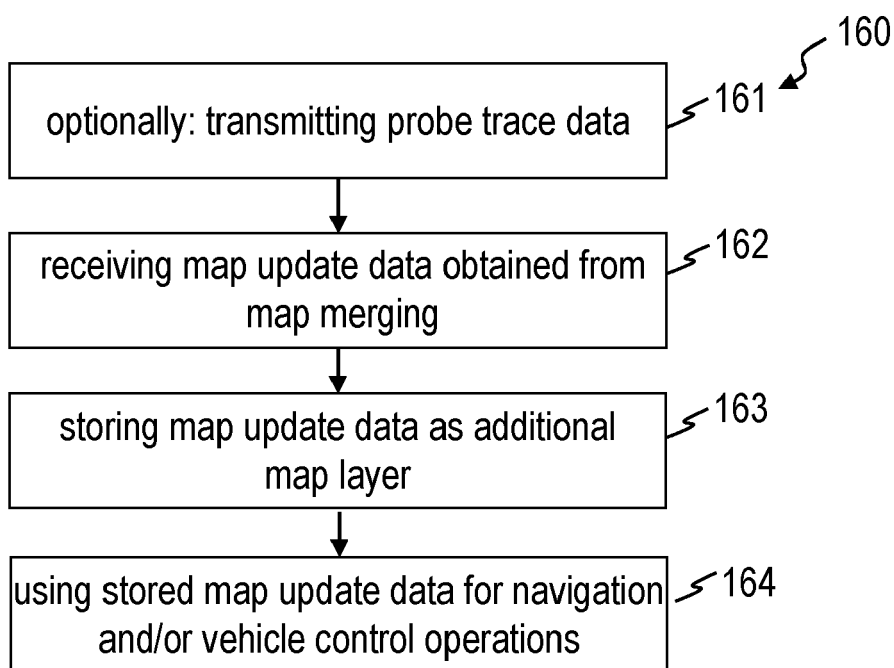 160
optionally: transmitting probe trace data
161
receiving map update data obtained from
map merging
162
storing map update data as additional
map layer
163
using stored map update data for navigation
and/or vehicle control operations
164